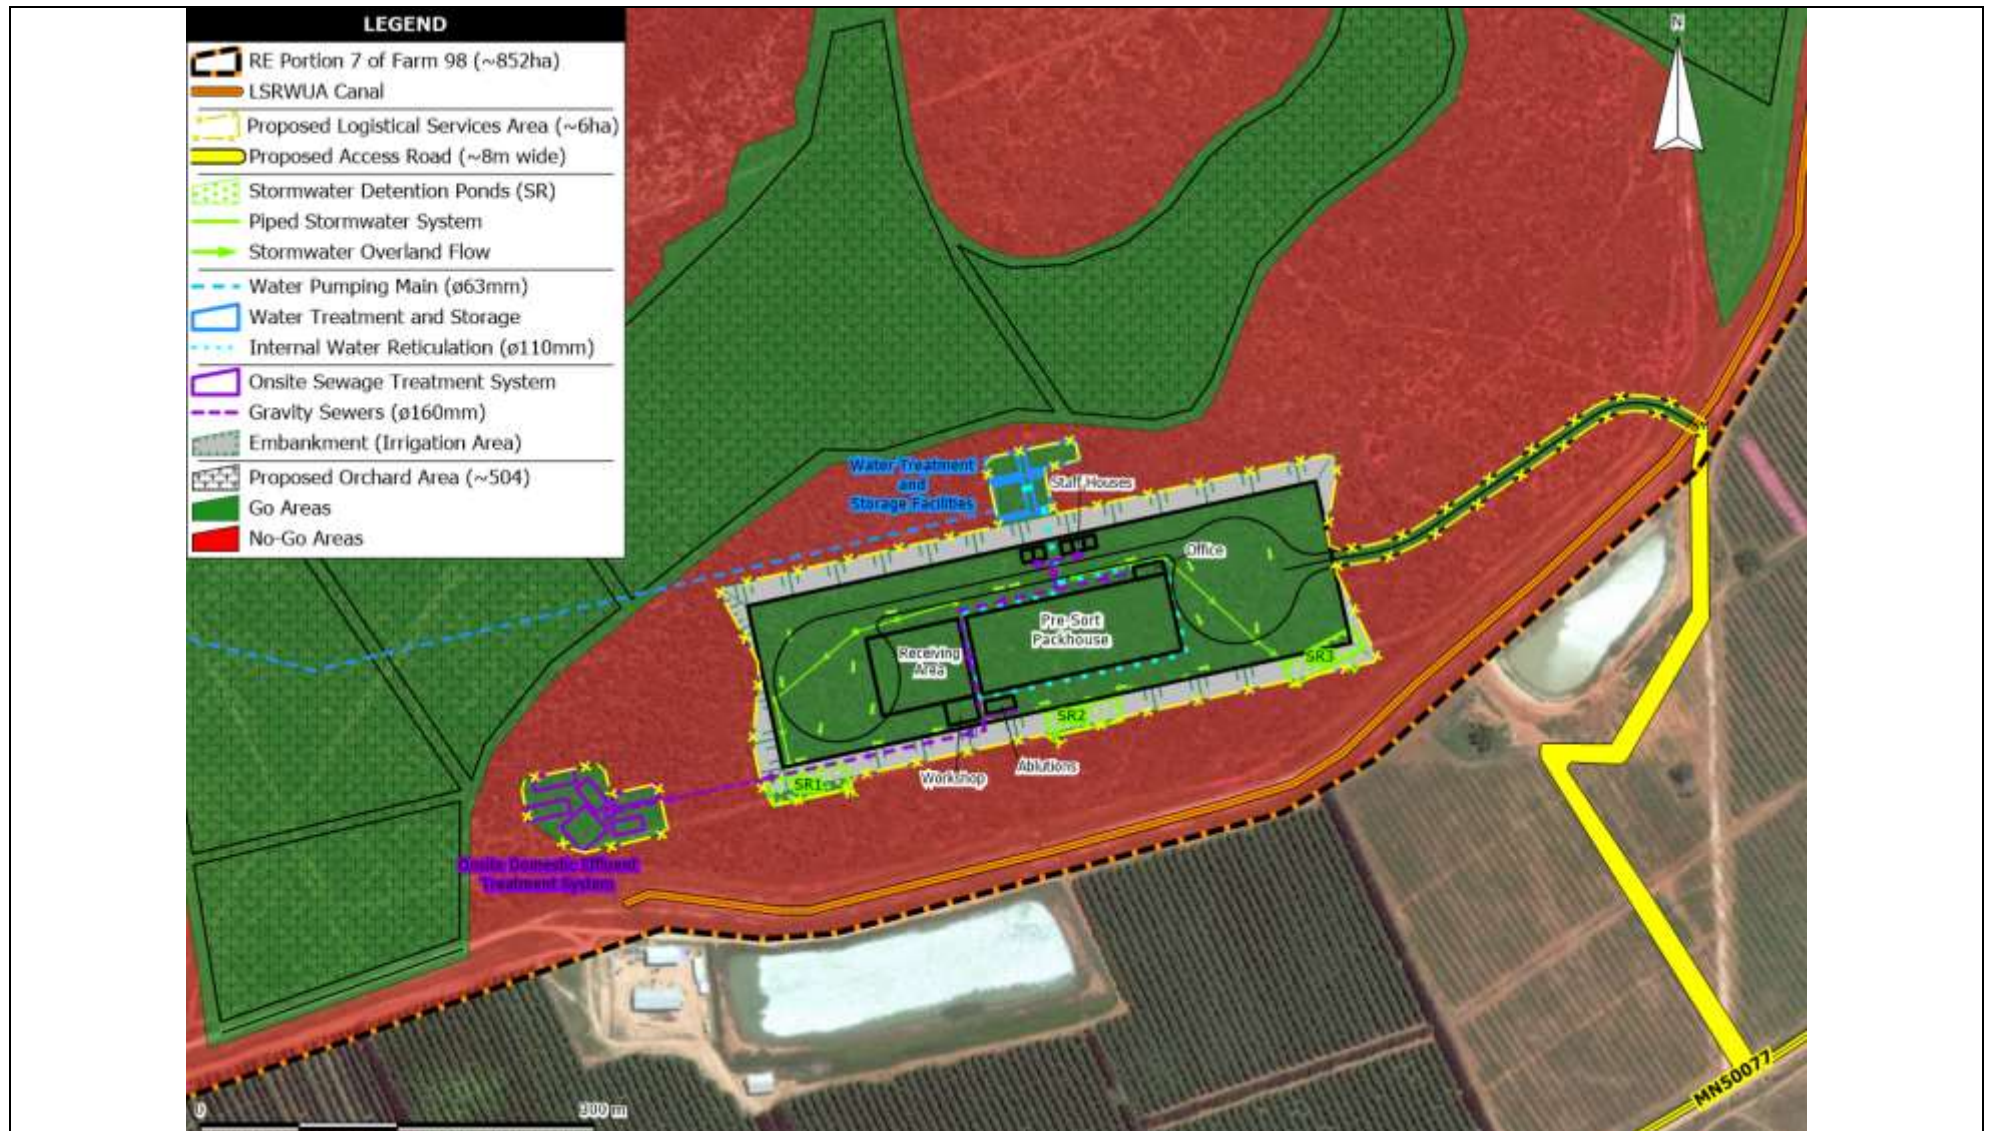 LEGEND
RE Portion 7 of Farm 98 (~852ha)
LSRWUA Canal
Proposed Logistical Services Area (~6ha)
Proposed Access Road (~8m wide)
Stormwater Detention Ponds (SR)
Piped Stormwater System
Stormwater Overland Flow
Water Pumping Main (ø63mm)
Water Treatment and Storage
Internal Water Reticulation (ø110mm)
Onsite Sewage Treatment System
Gravity Sewers (ø160mm)
Embankment (Irrigation Area)
Proposed Orchard Area (~504)
Go Areas
No-Go Areas
N
Water Treatment
and
Storage Facilities
Staff Houses
Office
Pre-Sort
Packhouse
Receiving
Area
SR3
SR2
SR1
Workshop
Ablutions
Onsite Domestic Effluent
Treatment System
MN50077
0
300 m